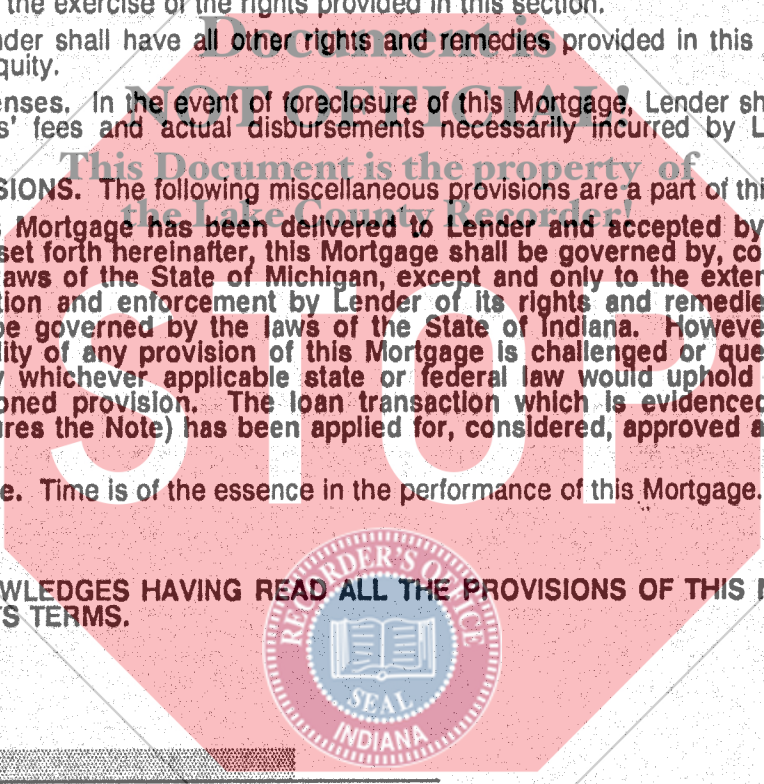 the exercise of the rights provided in this section.
Document is
nder shall have all other rights and remedies provided in this
quity.
NOT OFFICIAL!
enses. In the event of foreclosure of this Mortgage, Lender sh
s' fees and actual disbursements necessarily incurred by L
This Document is the property of
SIONS. The following miscellaneous provisions are a part of thi
the Lake County Recorder!
s Mortgage has been delivered to Lender and accepted by
set forth hereinafter, this Mortgage shall be governed by, co
aws of the State of Michigan, except and only to the exten
tion and enforcement by Lender of its rights and remedie
be governed by the laws of the State of Indiana. However
lity of any provision of this Mortgage is challenged or que
y whichever applicable state or federal law would uphold
oned provision. The loan transaction which is evidenced
ures the Note) has been applied for, considered, approved a
STOP
e. Time is of the essence in the performance of this Mortgage.
RECORDER'S OFFICE
WLEDGES HAVING READ ALL THE PROVISIONS OF THIS M
TS TERMS.
SEAL
INDIANA